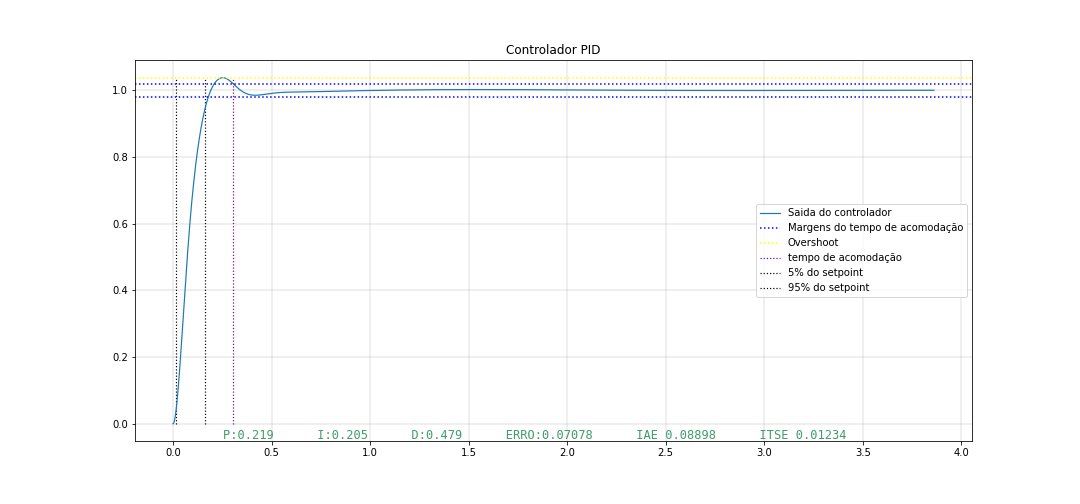 Controlador PID
1.0
0.8
0.6
0.4
0.2
0.0
Saida do controlador
Margens do tempo de acomodação
Overshoot
tempo de acomodação
5% do setpoint
95% do setpoint
P:0.219 I:0.205 D:0.479 ERRO:0.07078 IAE 0.08898 ITSE 0.01234
0.0 0.5 1.0 1.5 2.0 2.5 3.0 3.5 4.0